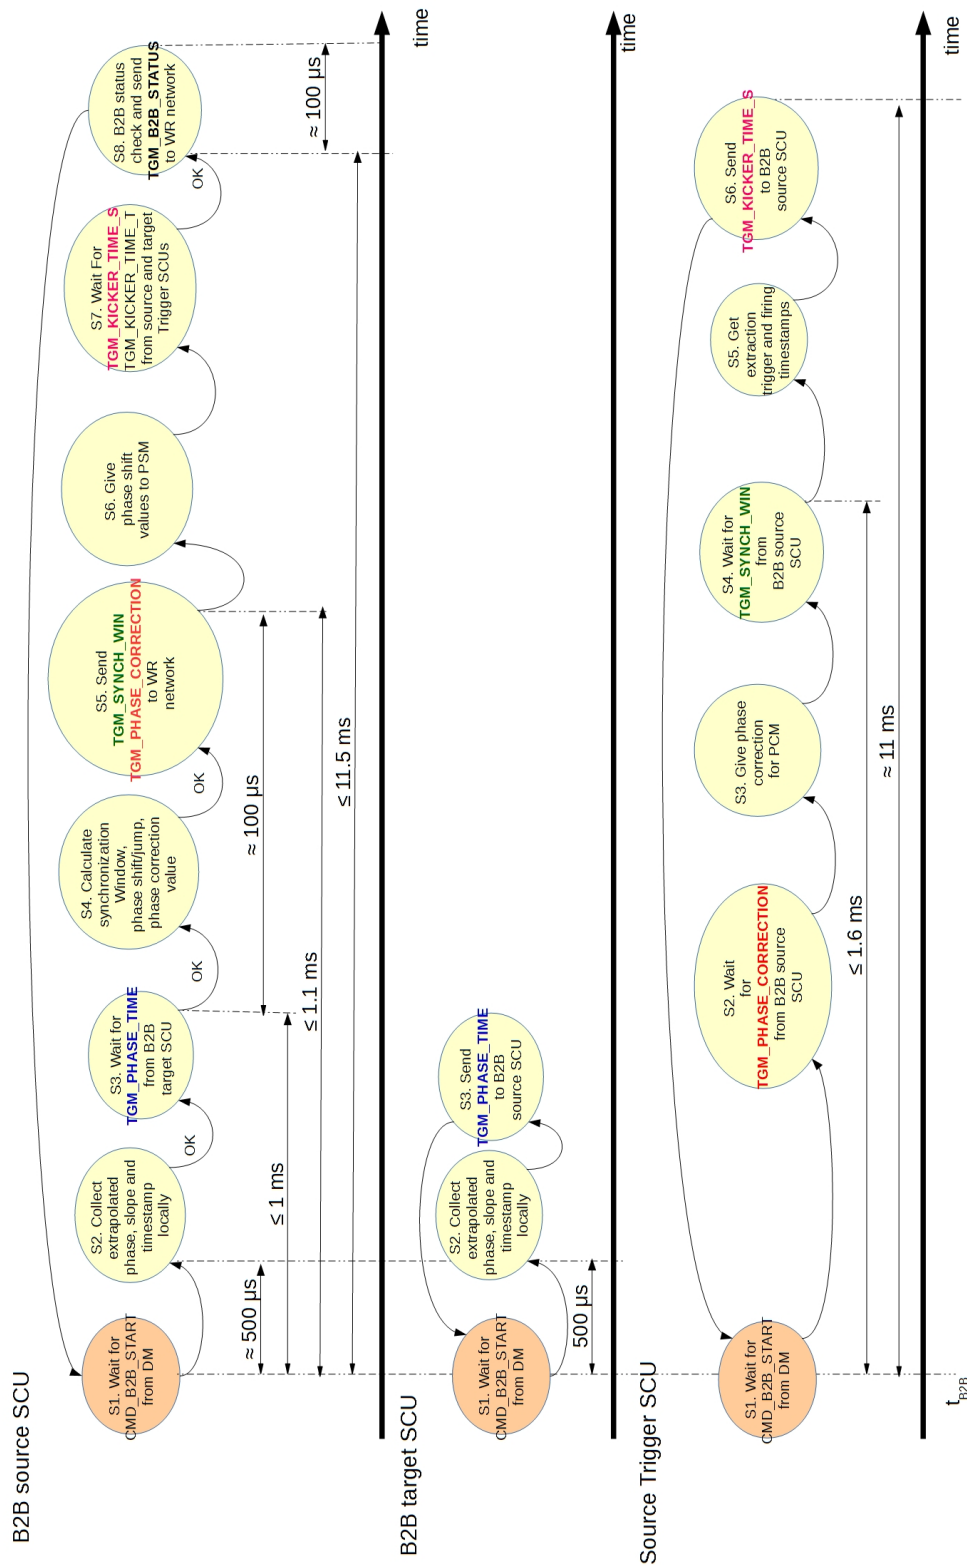 B2B source SCU
S1. Wait for
CMD_B2B_START
from DM
S2. Collect
extrapolated
phase, slope and
timestamp
locally
OK
S3. Wait for
TGM_PHASE_TIME
from B2B
target SCU
OK
S4. Calculate
synchronization
Window,
phase shift/jump,
phase correction
value
OK
S5. Send
TGM_SYNCH_WIN
TGM_PHASE_CORRECTION
to WR
network
S6. Give
phase shift
values to PSM
S7. Wait For
TGM_KICKER_TIME_S
TGM_KICKER_TIME_T
from source and target
Trigger SCUs
OK
S8. B2B status
check and send
TGM_B2B_STATUS
to WR network
≈ 500 µs
≤ 1 ms
≈ 100 µs
≤ 1.1 ms
≤ 11.5 ms
≈ 100 µs
time
B2B target SCU
S1. Wait for
CMD_B2B_START
from DM
S2. Collect
extrapolated
phase, slope and
timestamp
locally
S3. Send
TGM_PHASE_TIME
to B2B
source SCU
500 µs
time
Source Trigger SCU
S1. Wait for
CMD_B2B_START
from DM
S2. Wait
for
TGM_PHASE_CORRECTION
from B2B source
SCU
S3. Give phase
correction
for PCM
S4. Wait for
TGM_SYNCH_WIN
from
B2B source
SCU
S5. Get
extraction
trigger and firing
timestamps
S6. Send
to B2B
TGM_KICKER_TIME_S
source SCU
≤ 1.6 ms
≈ 11 ms
time
tB2B